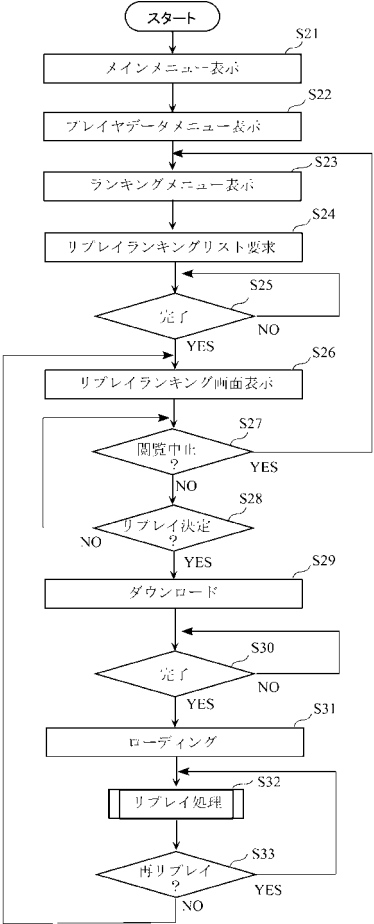 スタート
S21
メインメニュー表示
S22
プレイヤデータメニュー表示
S23
ランキングメニュー表示
S24
リプレイランキングリスト要求
S25
完了
NO
YES
S26
リプレイランキング画面表示
S27
閲覧中止
?
YES
NO
S28
リプレイ決定
?
NO
YES
S29
ダウンロード
S30
完了
NO
YES
S31
ローディング
S32
リプレイ処理
S33
再リプレイ
?
YES
NO